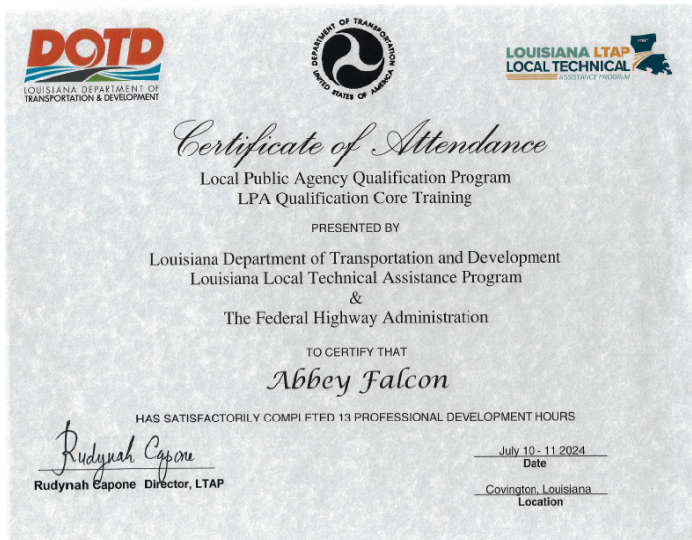 DOTD
LOUISIANA DEPARTMENT OF
TRANSPORTATION & DEVELOPMENT
DEPARTMENT OF TRANSPORTATION
UNITED STATES OF AMERICA
LOUISIANA LTAP
LOCAL TECHNICAL
ASSISTANCE PROGRAM
Certificate of Attendance
Local Public Agency Qualification Program
LPA Qualification Core Training
PRESENTED BY
Louisiana Department of Transportation and Development
Louisiana Local Technical Assistance Program
&
The Federal Highway Administration
TO CERTIFY THAT
Abbey Falcon
HAS SATISFACTORILY COMPLETED 13 PROFESSIONAL DEVELOPMENT HOURS
Rudynah Capone
Rudynah Capone Director, LTAP
July 10 - 11 2024
Date
Covington, Louisiana
Location